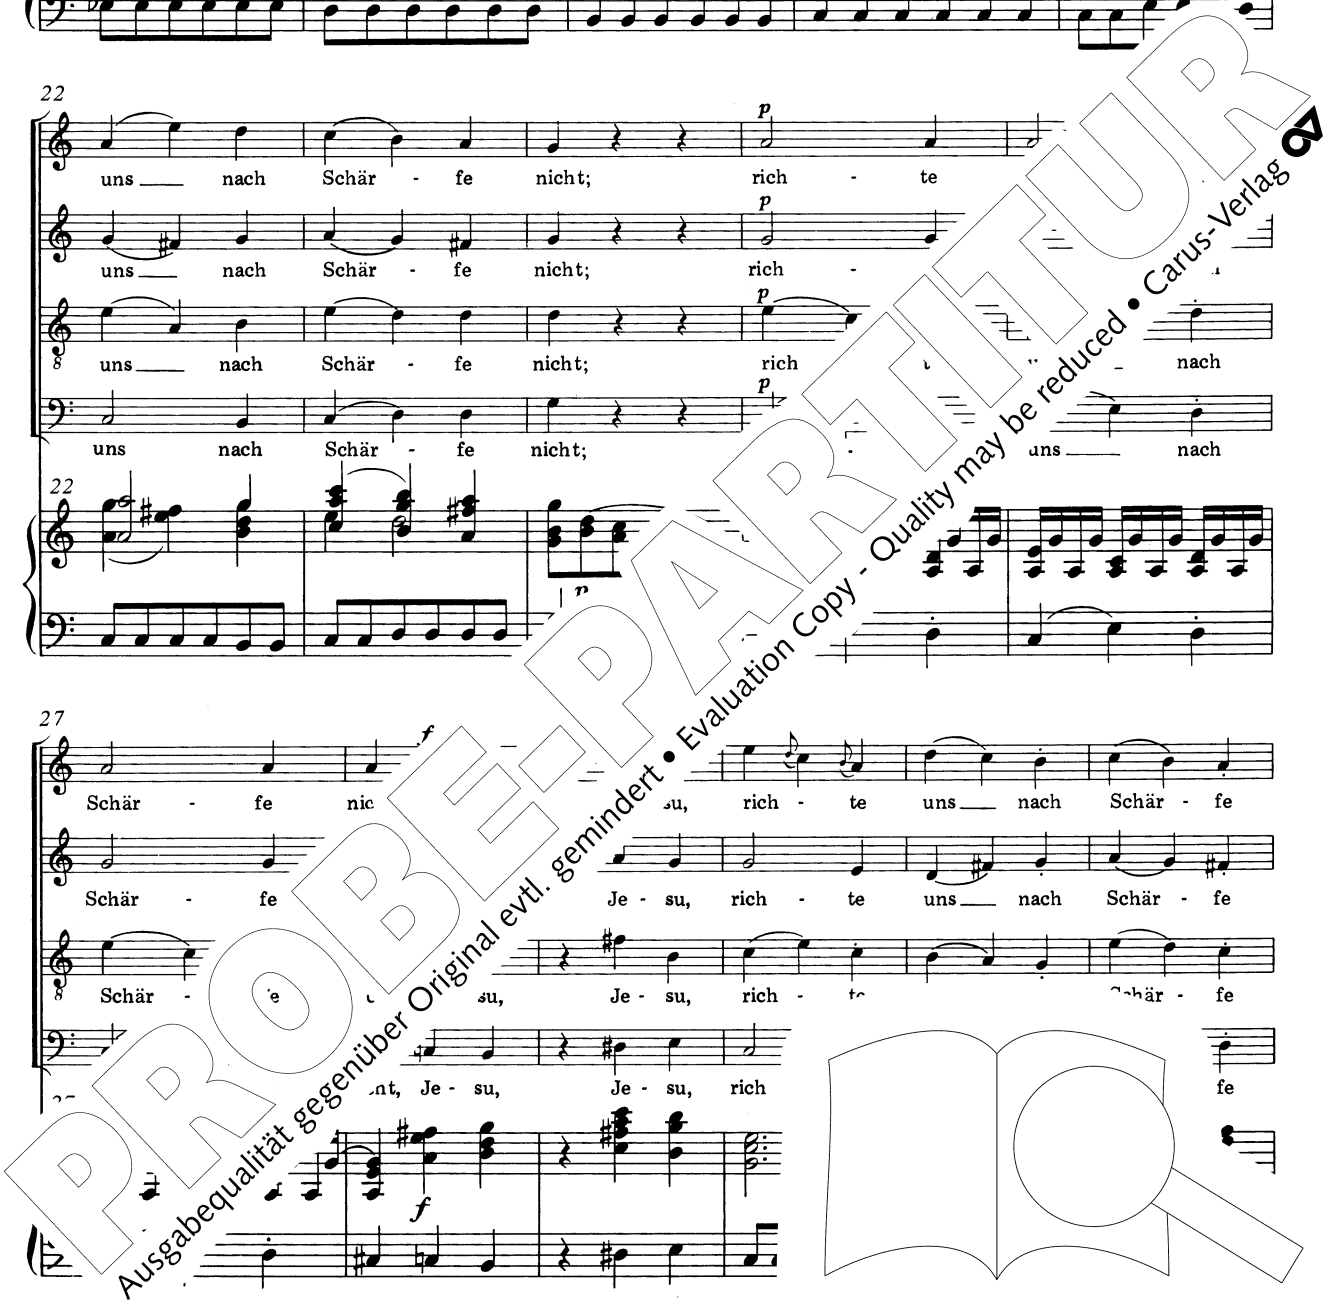 22
p
uns nach Schär - fe nicht; rich - te
p
uns nach Schär - fe nicht; rich -
p
uns nach Schär - fe nicht; rich nach
p
uns nach Schär - fe nicht; - uns nach
22
p
27
f
Schär - fe rich - te uns nach Schär - fe
Schär - fe Je - su, rich - te uns nach Schär - fe
8
Schär - su, Je - su, rich - Schär - fe
Je - su, Je - su, rich fe
f
PROBE-PARTITUR
Ausgabequalität gegenüber Original evtl. gemindert • Evaluation Copy - Quality may be reduced • Carus-Verlag